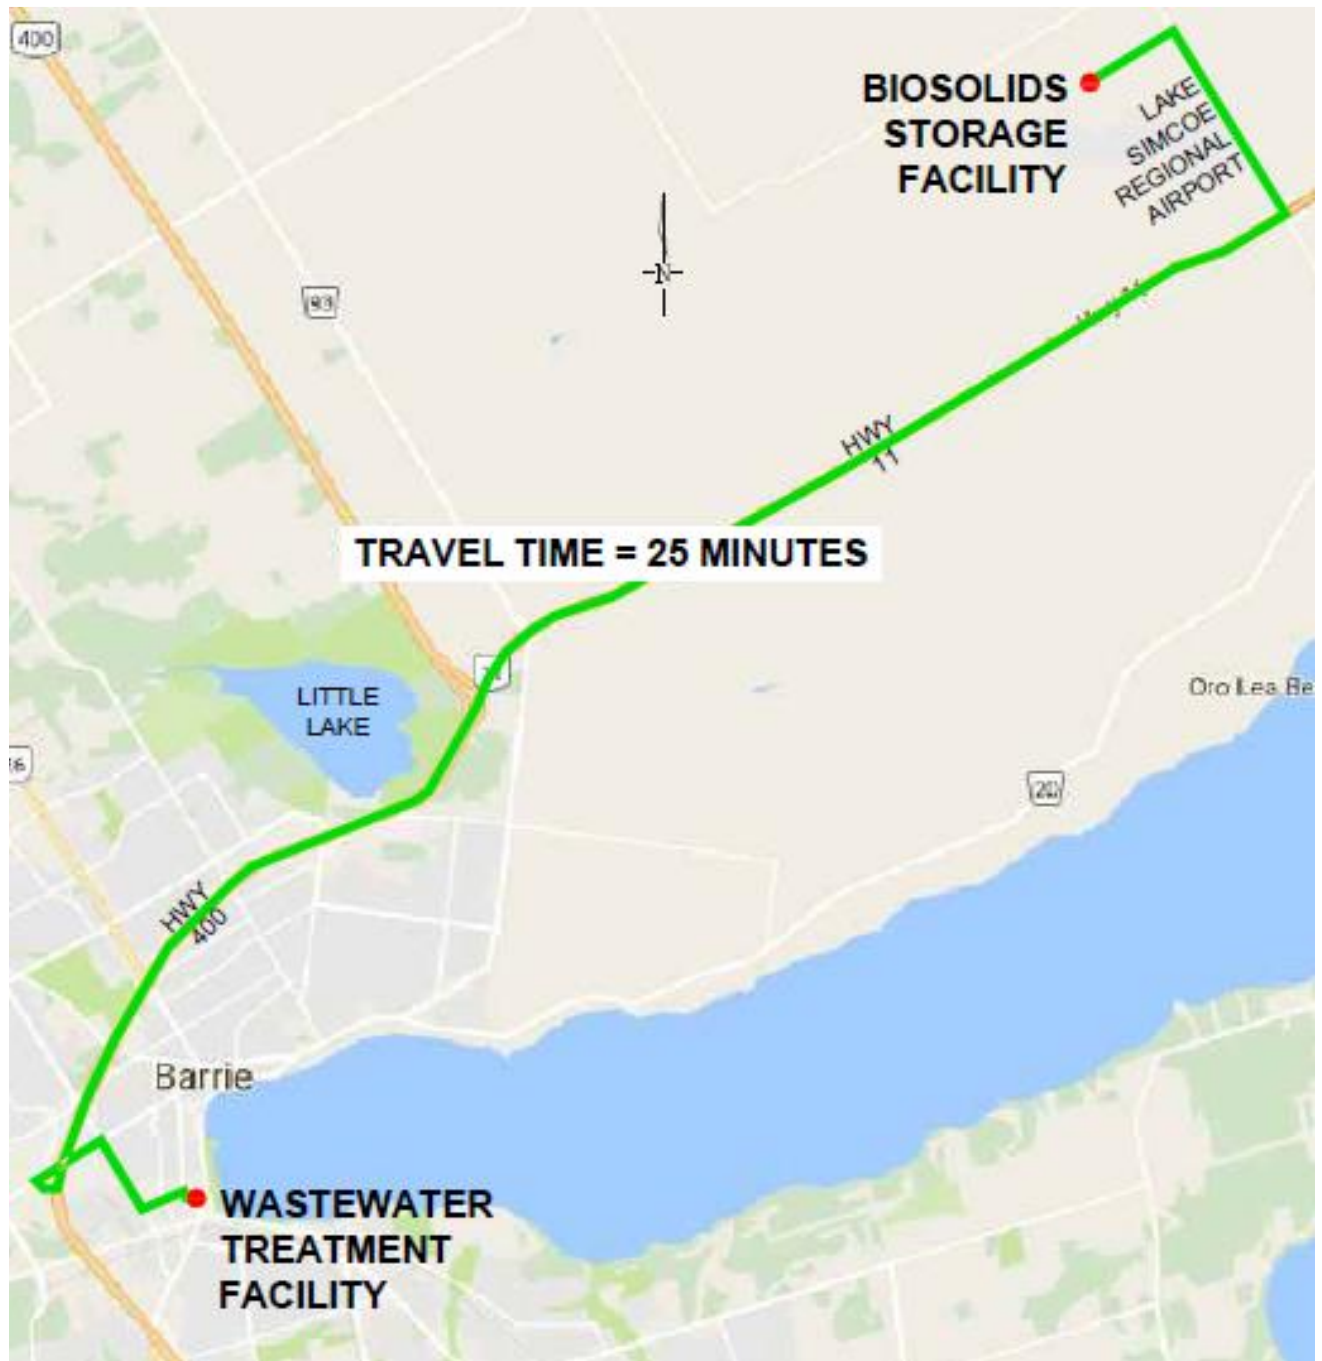 400
BIOSOLIDS
STORAGE
FACILITY
LAKE
SIMCOE
REGIONAL
AIRPORT
N
93
HWY
11
TRAVEL TIME = 25 MINUTES
LITTLE
LAKE
Oro Lea Be
20
HWY
400
Barrie
WASTEWATER
TREATMENT
FACILITY